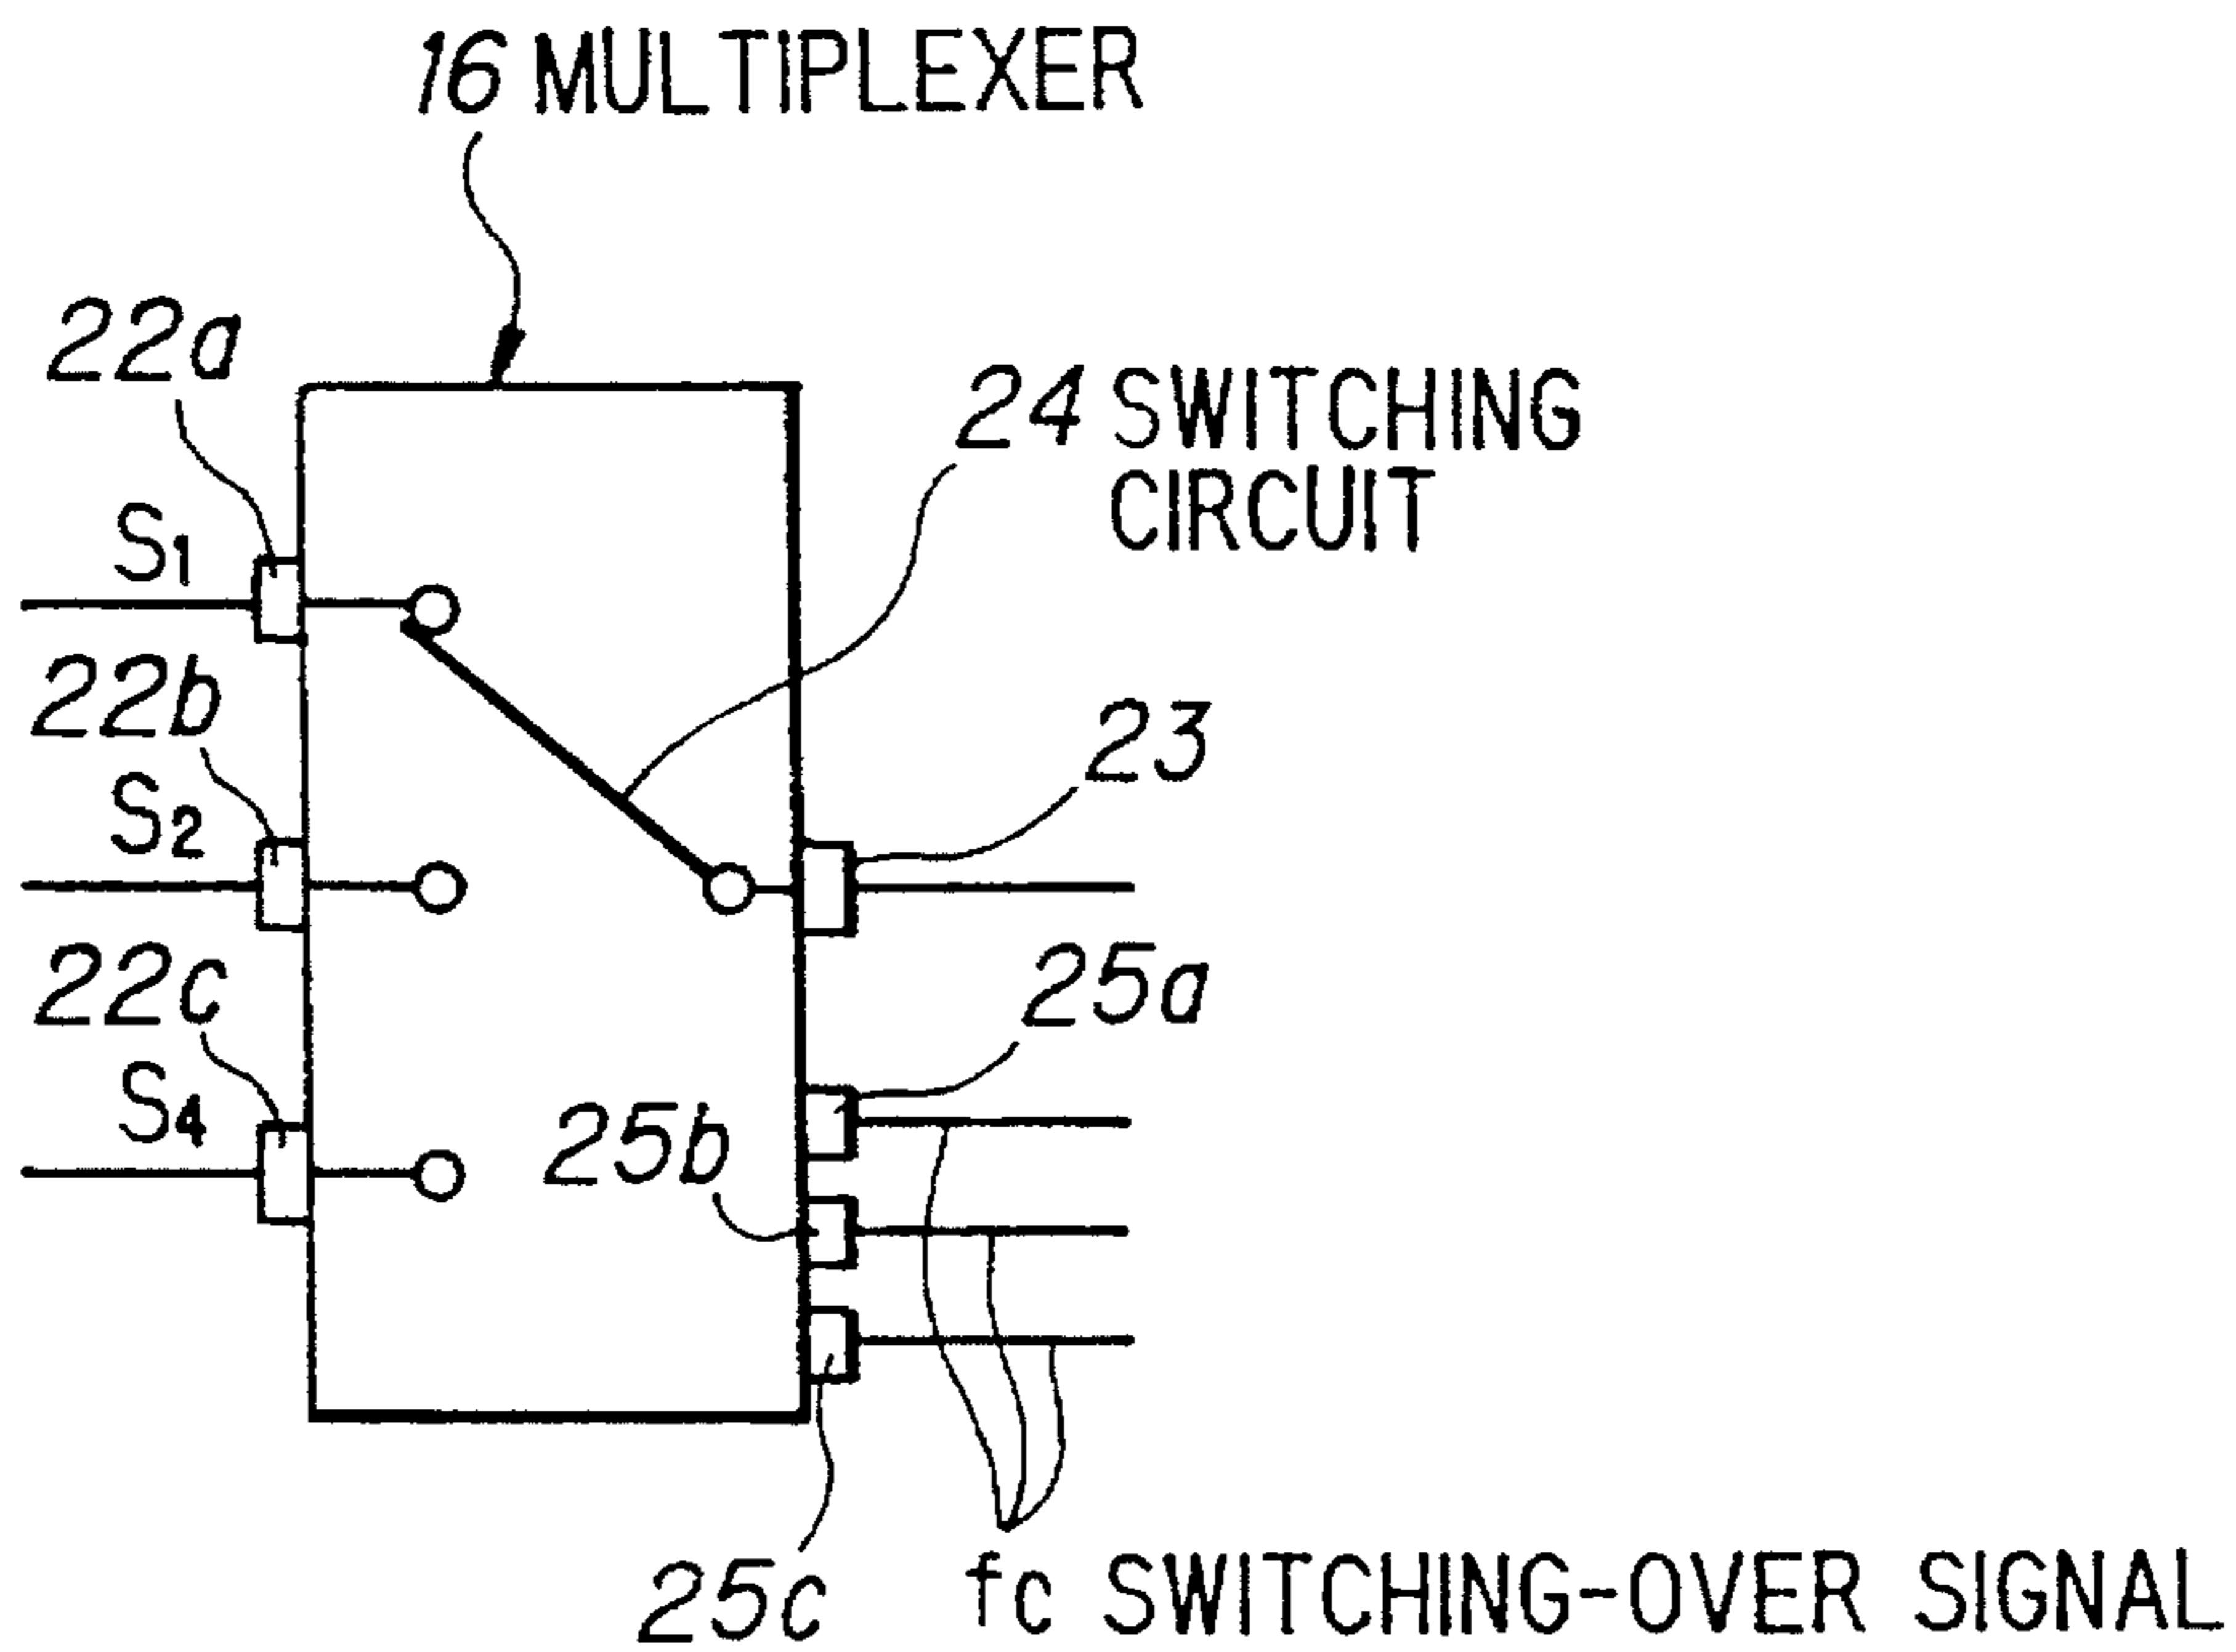 16 MULTIPLEXER
22a
24 SWITCHING
CIRCUIT
S1
22b
23
S2
22c
25a
S4
25b
25c
fc SWITCHING-OVER SIGNAL